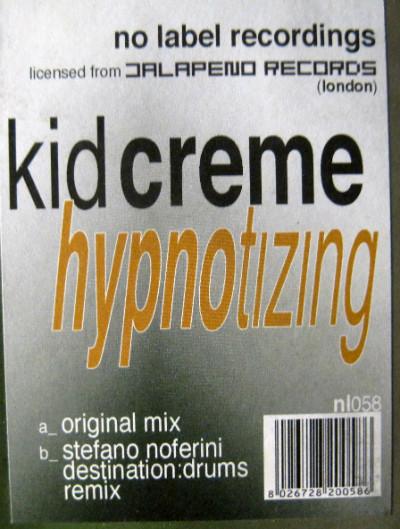 no label recordings
licensed from JALAPENO RECORDS
(london)
kid creme
hypnotizing
nl058
a_ original mix
b_ stefano noferini
destination:drums
remix
8 026728 200586